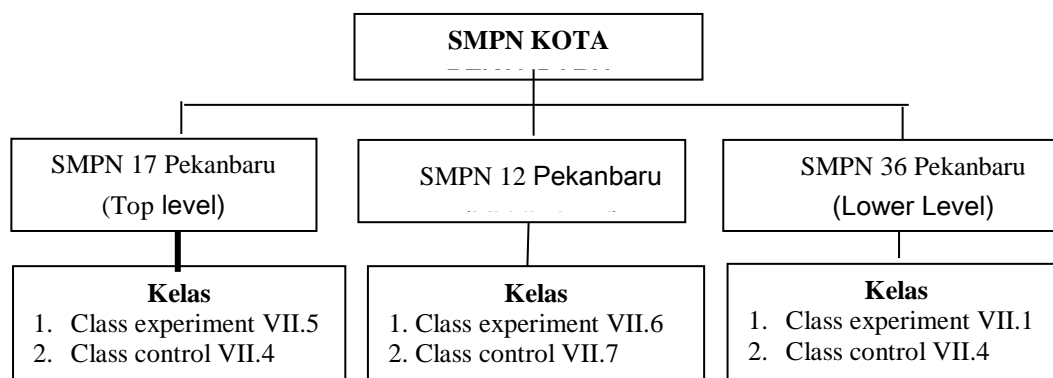 SMPN KOTA
SMPN 17 Pekanbaru
(Top level)
SMPN 12 Pekanbaru
SMPN 36 Pekanbaru
(Lower Level)
Kelas
1. Class experiment VII.5
2. Class control VII.4
Kelas
1. Class experiment VII.6
2. Class control VII.7
Kelas
1. Class experiment VII.1
2. Class control VII.4